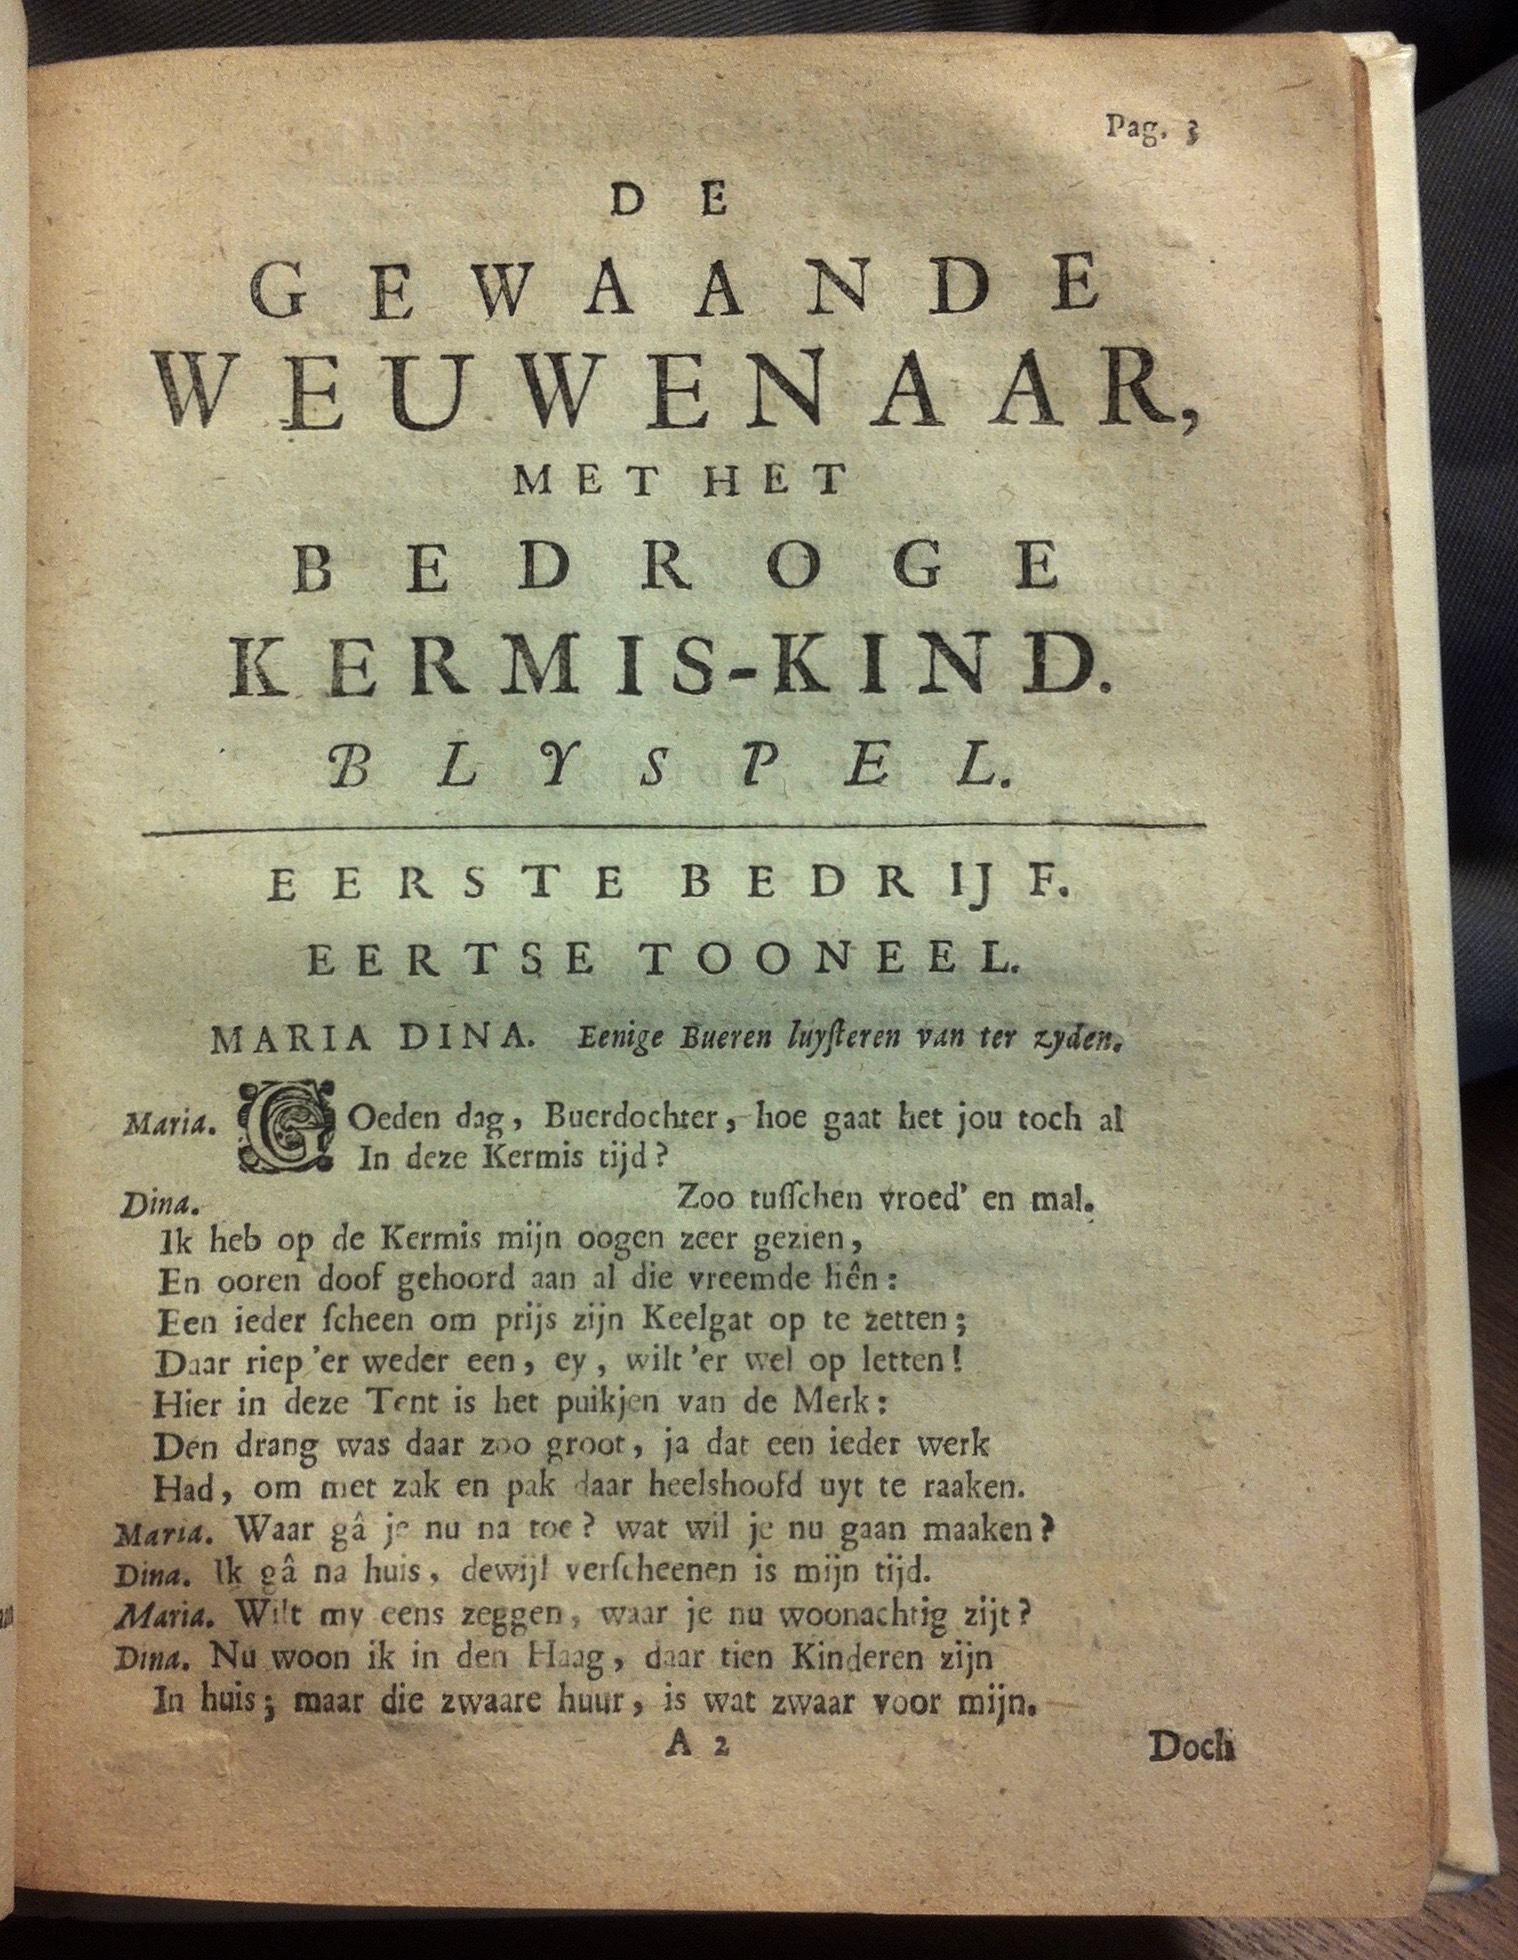 Pag. 3
DE
GEWAANDE
WEUWENAAR,
MET HET
BEDROGE
KERMIS-KIND.
BLYSPEL.
EERSTE BEDRIJF.
EERTSE TOONEEL.
MARIA DINA. Eenige Bueren luyſteren van ter zyden.
Maria. GOeden dag, Buerdochter, hoe gaat het jou toch al
In deze Kermis tijd?
Dina. Zoo tuſſchen vroed' en mal.
Ik heb op de Kermis mijn oogen zeer gezien,
En ooren doof gehoord aan al die vreemde liên:
Een ieder ſcheen om prijs zijn Keelgat op te zetten;
Daar riep 'er weder een, ey, wilt 'er wel op letten!
Hier in deze Tent is het puikjen van de Merk:
Den drang was daar zoo groot, ja dat een ieder werk
Had, om met zak en pak daar heelshoofd uyt te raaken.
Maria. Waar gâ je nu na toe? wat wil je nu gaan maaken?
Dina. Ik gâ na huis, dewijl verſcheenen is mijn tijd.
Maria. Wilt my eens zeggen, waar je nu woonachtig zijt?
Dina. Nu woon ik in den Haag, daar tien Kinderen zijn
In huis; maar die zwaare huur, is wat zwaar voor mijn.
A 2
Doch